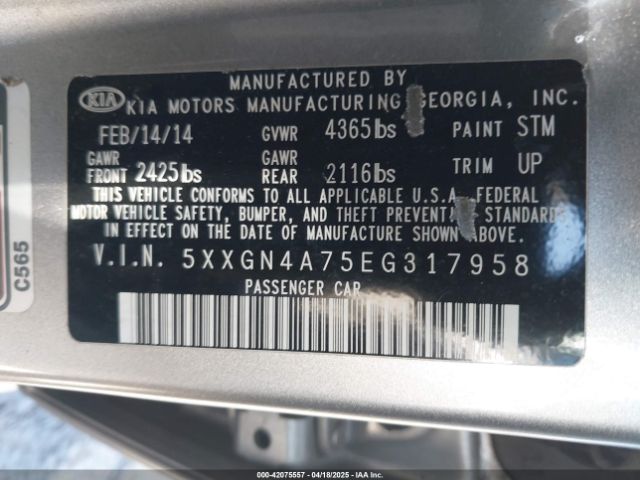 MANUFACTURED BY
KIA KIA MOTORS MANUFACTURING GEORGIA, INC.
FEB/14/14 GVWR 4365lbs PAINT STM
GAWR FRONT 2425lbs GAWR REAR 2116lbs TRIM UP
THIS VEHICLE CONFORMS TO ALL APPLICABLE U.S.A. FEDERAL
MOTOR VEHICLE SAFETY, BUMPER, AND THEFT PREVENTION STANDARDS
IN EFFECT ON THE DATE OF MANUFACTURE SHOWN ABOVE.
V.I.N. 5XXGN4A75EG317958
PASSENGER CAR
C565
000-42075557 - 04/18/2025 - IAAI.COM